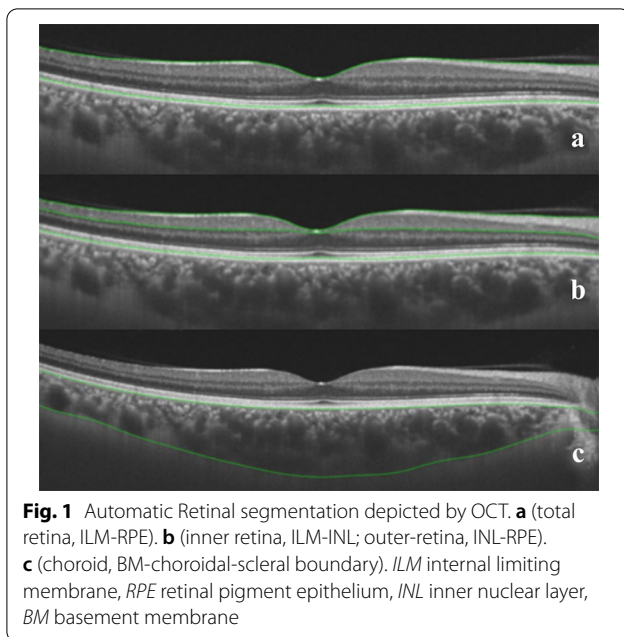 a
b
c
Fig. 1 Automatic Retinal segmentation depicted by OCT. a (total
retina, ILM-RPE). b (inner retina, ILM-INL; outer-retina, INL-RPE).
c (choroid, BM-choroidal-scleral boundary). ILM internal limiting
membrane, RPE retinal pigment epithelium, INL inner nuclear layer,
BM basement membrane